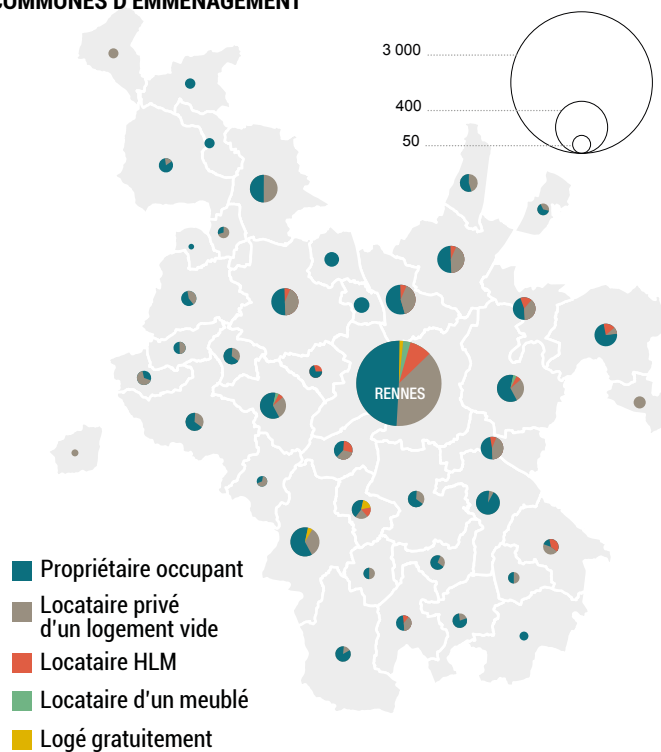 COMMUNES D'EMMÉNAGEMENT
3 000
400
50
RENNES
Propriétaire occupant
Locataire privé
d'un logement vide
Locataire HLM
Locataire d'un meublé
Logé gratuitement